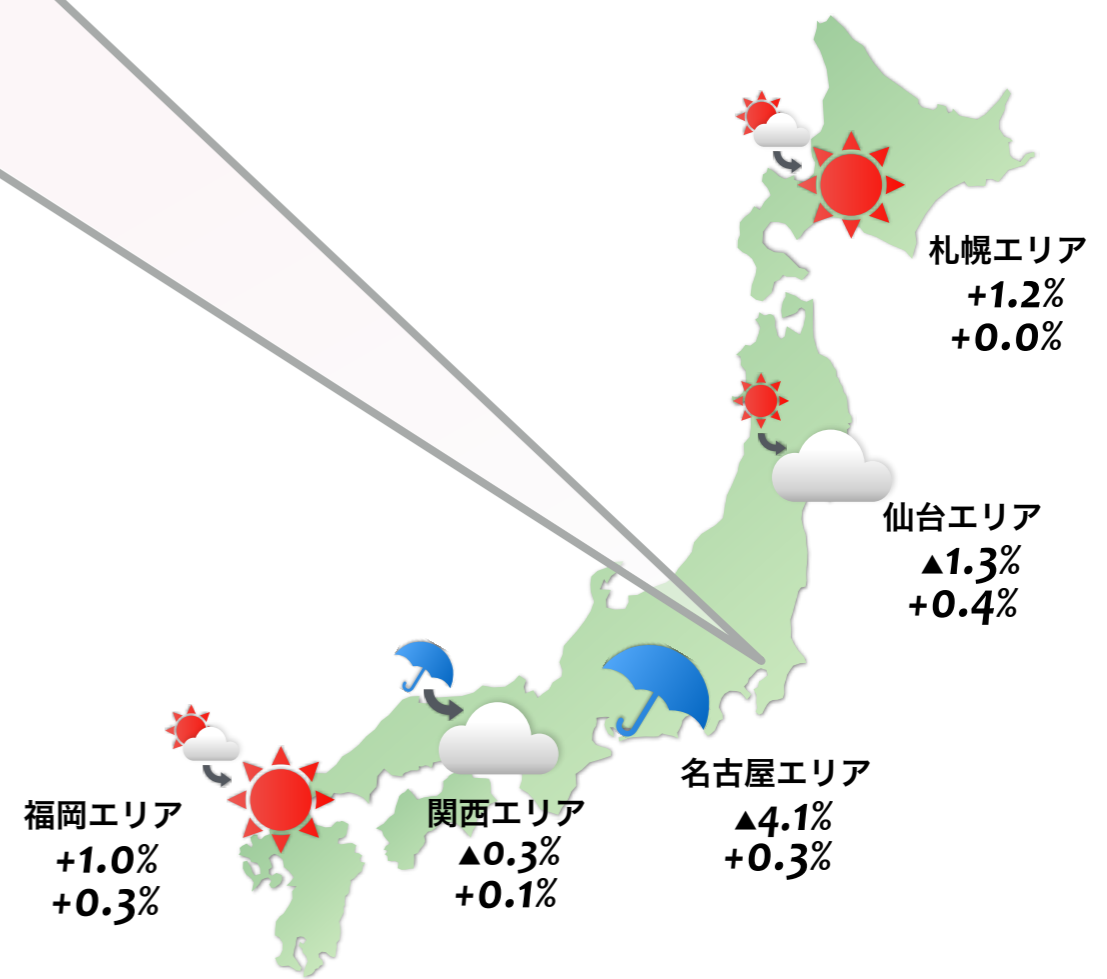 札幌エリア
+1.2%
+0.0%
仙台エリア
▲1.3%
+0.4%
名古屋エリア
▲4.1%
+0.3%
関西エリア
▲0.3%
+0.1%
福岡エリア
+1.0%
+0.3%